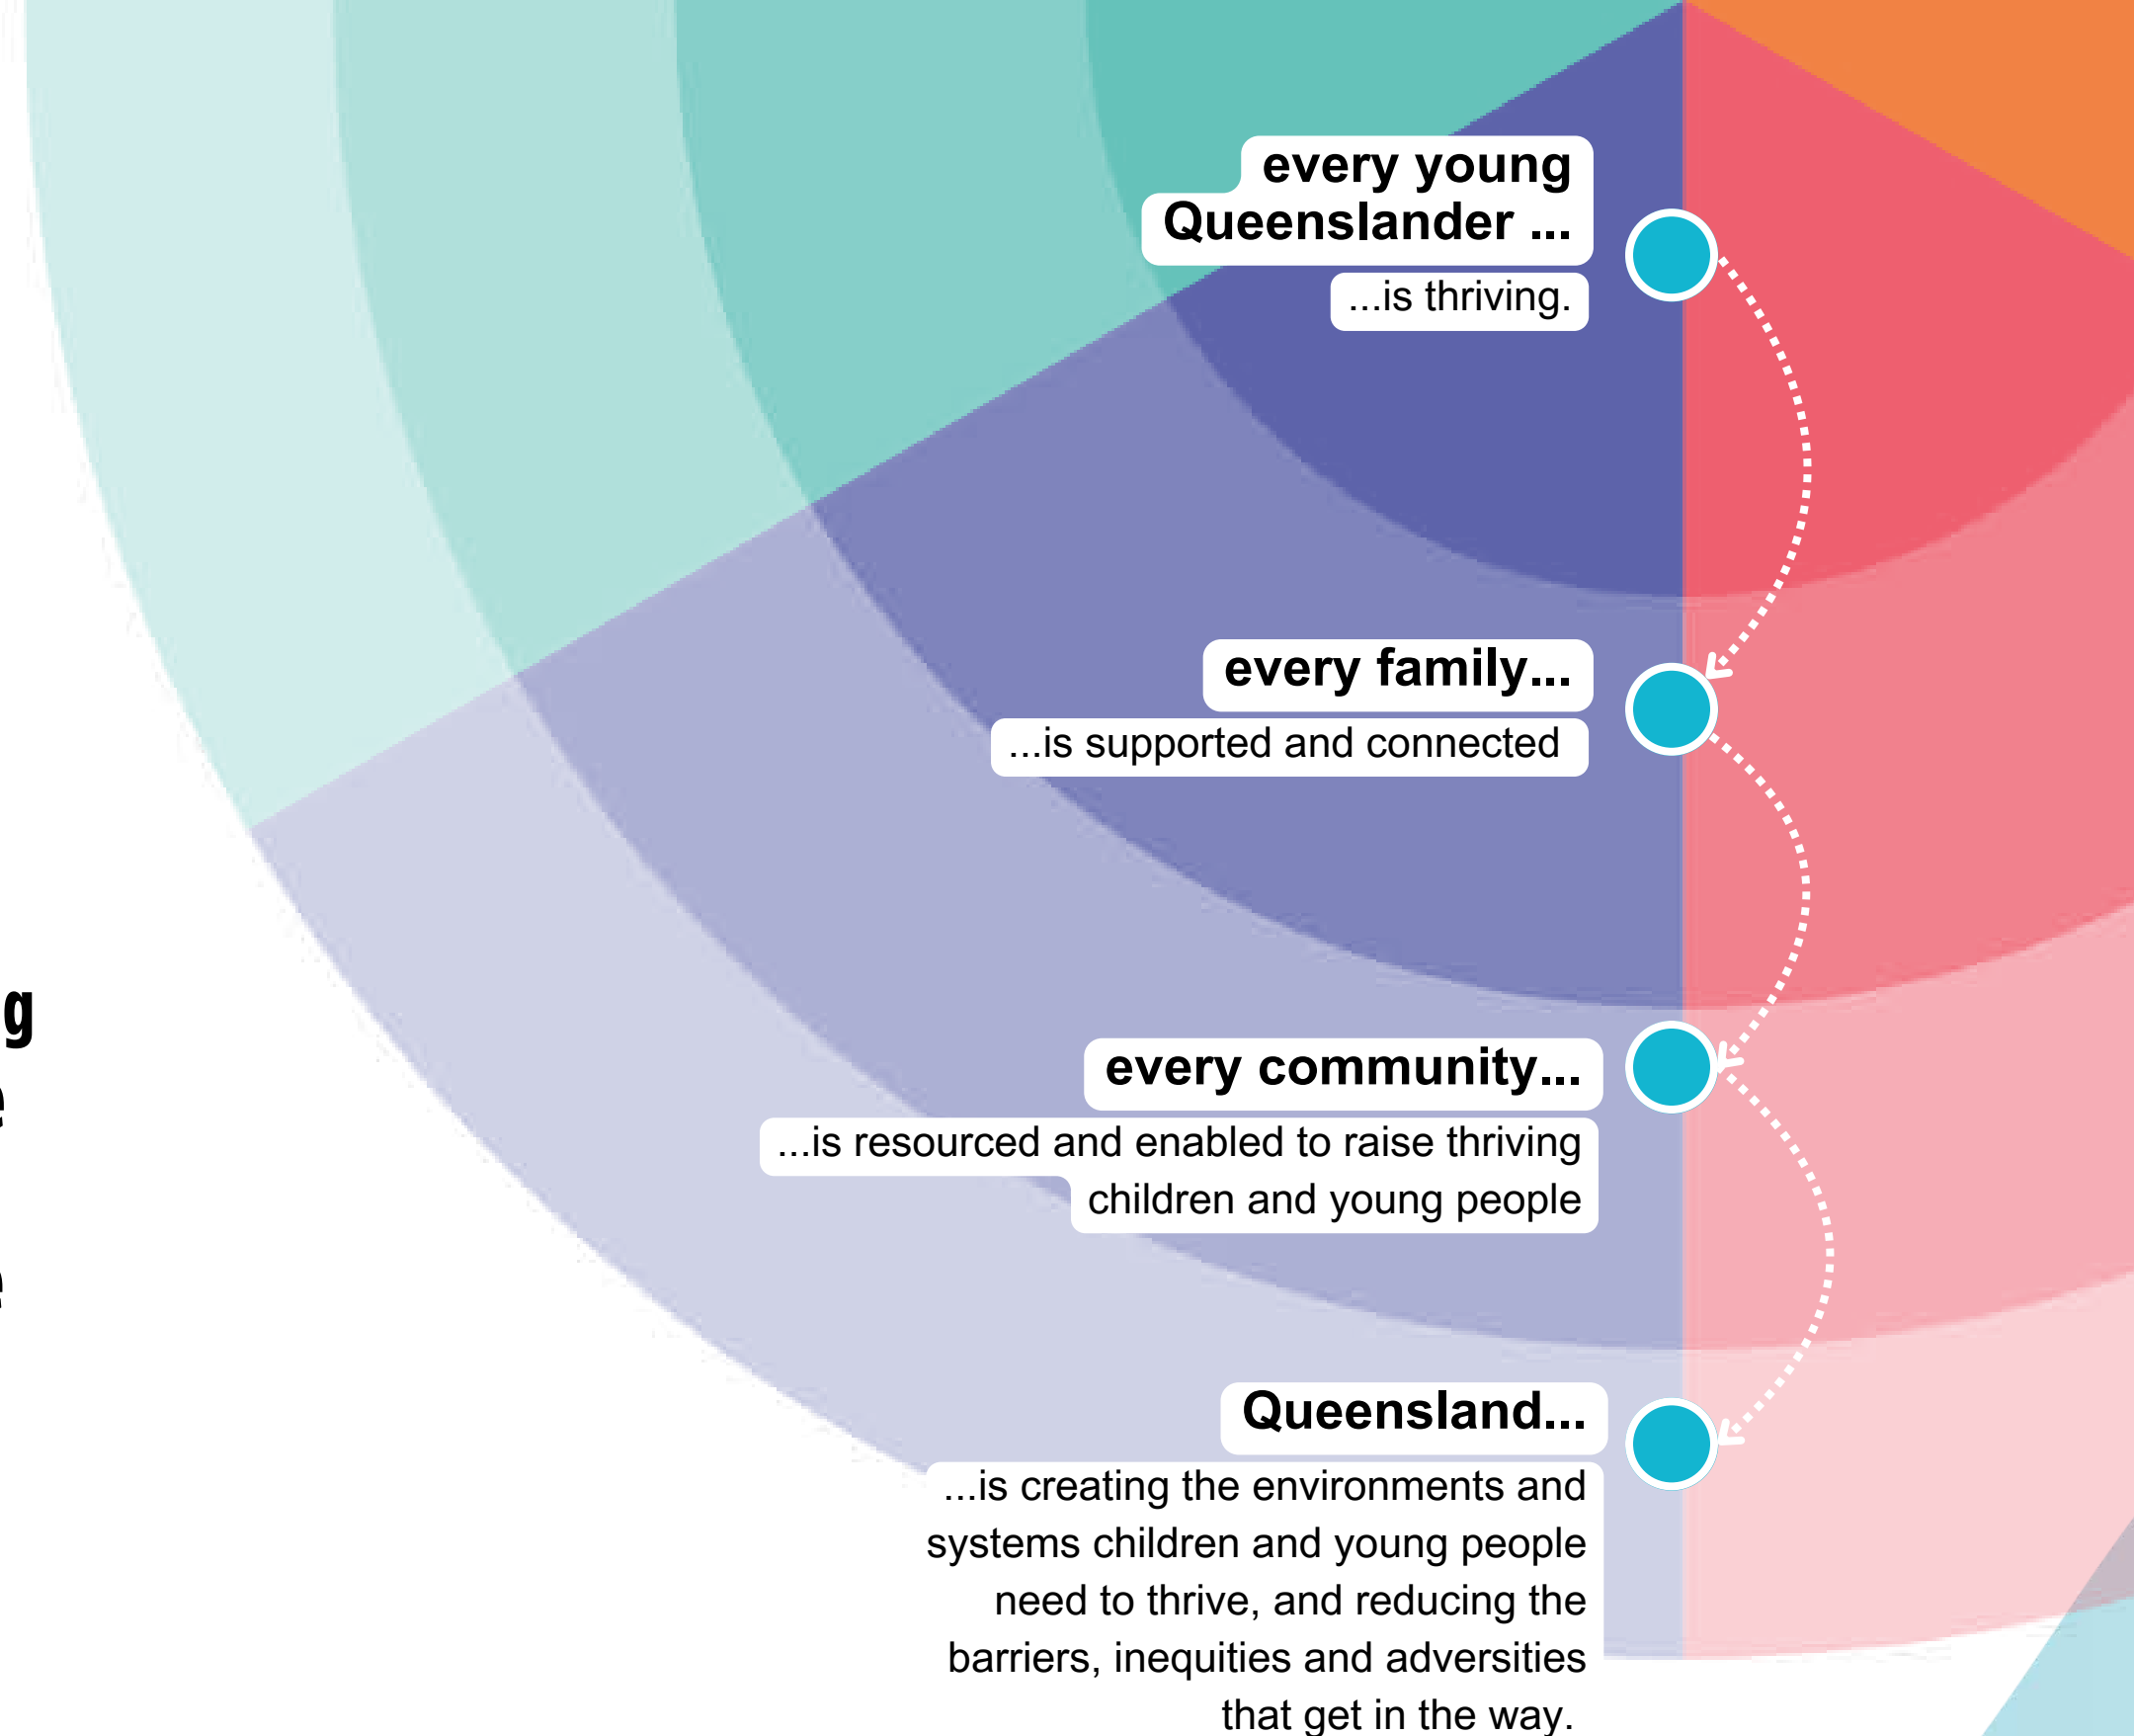 every young
Queenslander ...
...is thriving.
every family...
...is supported and connected
every community...
...is resourced and enabled to raise thriving
children and young people
Queensland...
...is creating the environments and
systems children and young people
need to thrive, and reducing the
barriers, inequities and adversities
that get in the way.